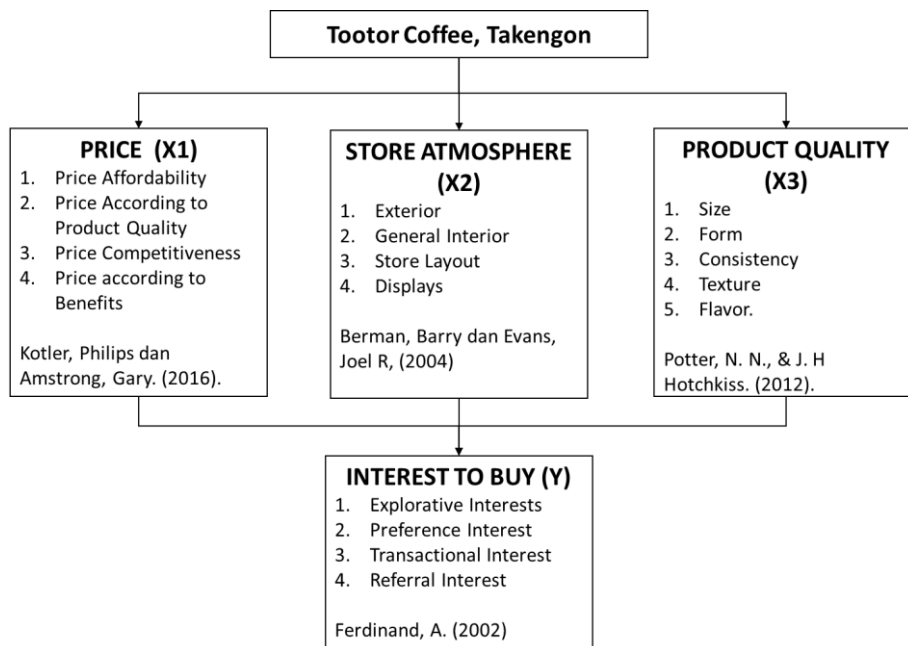 Tootor Coffee, Takengon
PRICE (X1)
1. Price Affordability
2. Price According to
Product Quality
3. Price Competitiveness
4. Price according to
Benefits
Kotler, Philips dan
Amstrong, Gary. (2016).
STORE ATMOSPHERE
(X2)
1. Exterior
2. General Interior
3. Store Layout
4. Displays
Berman, Barry dan Evans,
Joel R, (2004)
PRODUCT QUALITY
(X3)
1. Size
2. Form
3. Consistency
4. Texture
5. Flavor.
Potter, N. N., & J. H
Hotchkiss. (2012).
INTEREST TO BUY (Y)
1. Explorative Interests
2. Preference Interest
3. Transactional Interest
4. Referral Interest
Ferdinand, A. (2002)